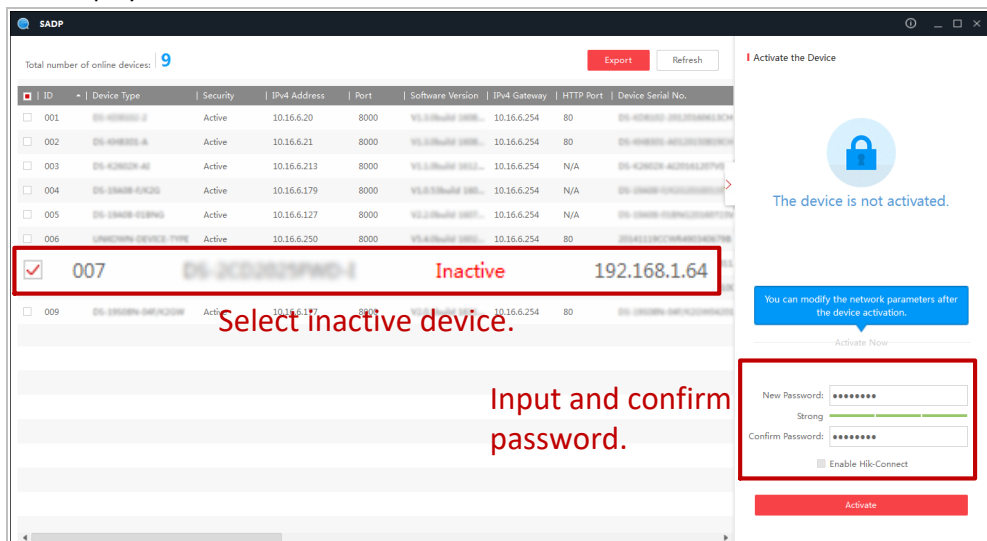 SADP
Total number of online devices: 9
Export
Refresh
Activate the Device
ID Device Type Security IPv4 Address Port Software Version IPv4 Gateway HTTP Port Device Serial No.
001 Active 10.16.6.20 8000 10.16.6.254 80
002 Active 10.16.6.21 8000 10.16.6.254 80
003 Active 10.16.6.213 8000 10.16.6.254 N/A
004 Active 10.16.6.179 8000 10.16.6.254 N/A
005 Active 10.16.6.127 8000 10.16.6.254 N/A
006 Active 10.16.6.250 8000 10.16.6.254 80
The device is not activated.
007 Inactive 192.168.1.64
009 10.16.6.254 80
Select inactive device.
You can modify the network parameters after
the device activation.
Activate Now
Input and confirm
password.
New Password: ••••••••
Strong
Confirm Password: ••••••••
Enable Hik-Connect
Activate